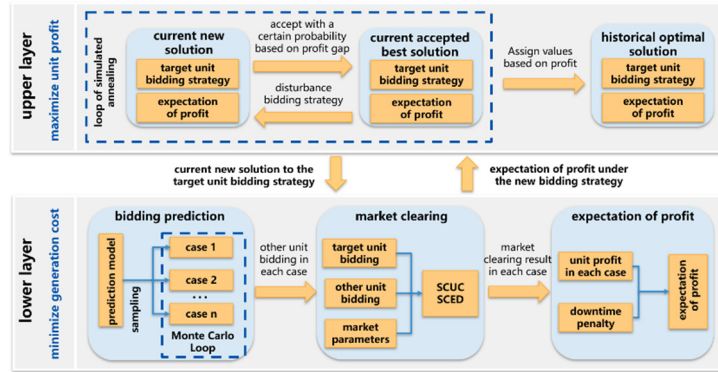 upper layer
maximize unit profit
loop of simulated
annealing
current new
solution
target unit
bidding strategy
expectation
of profit
accept with a
certain probability
based on profit gap
disturbance
bidding strategy
current accepted
best solution
target unit
bidding strategy
expectation
of profit
Assign values
based on profit
historical optimal
solution
target unit
bidding strategy
expectation
of profit
current new solution to the
target unit bidding strategy
expectation of profit under
the new bidding strategy
lower layer
minimize generation cost
bidding prediction
prediction model
sampling
case 1
case 2
...
case n
Monte Carlo
Loop
other unit
bidding in
each case
market clearing
target unit
bidding
other unit
bidding
market
parameters
SCUC
SCED
market
clearing result
in each case
expectation of profit
unit profit
in each case
downtime
penalty
expectation
of profit